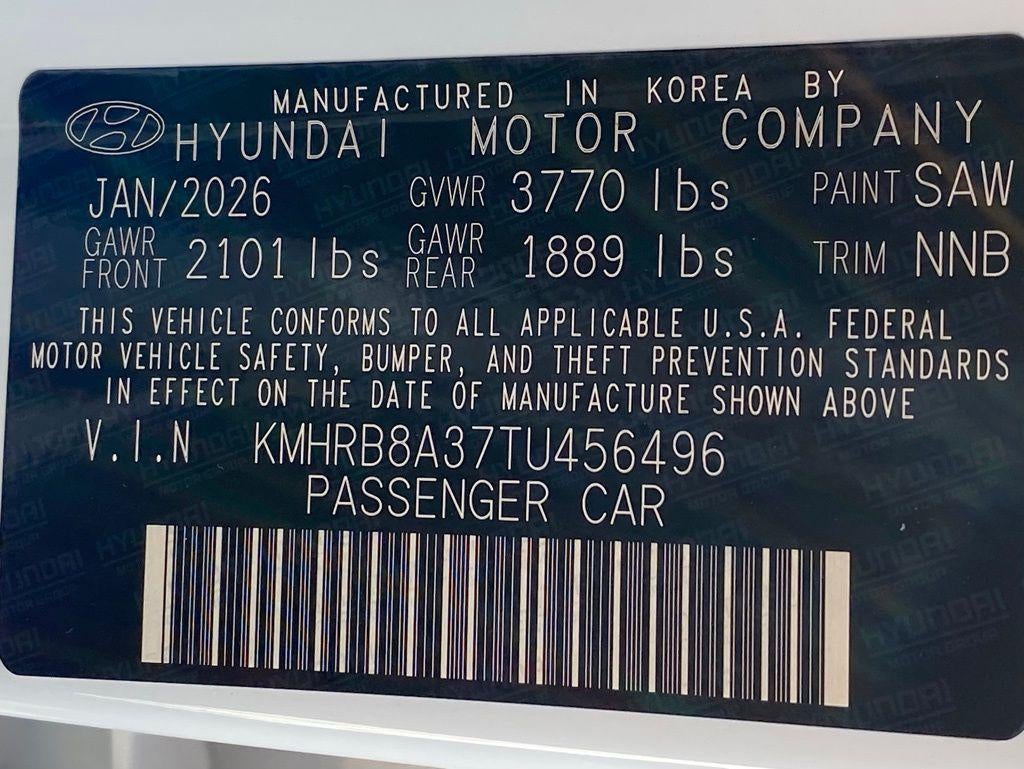 MANUFACTURED IN KOREA BY
HYUNDAI MOTOR COMPANY
JAN/2026 GVWR 3770 lbs PAINT SAW
GAWR FRONT 2101 lbs GAWR REAR 1889 lbs TRIM NNB
THIS VEHICLE CONFORMS TO ALL APPLICABLE U.S.A. FEDERAL
MOTOR VEHICLE SAFETY, BUMPER, AND THEFT PREVENTION STANDARDS
IN EFFECT ON THE DATE OF MANUFACTURE SHOWN ABOVE
V.I.N KMHRB8A37TU456496
PASSENGER CAR